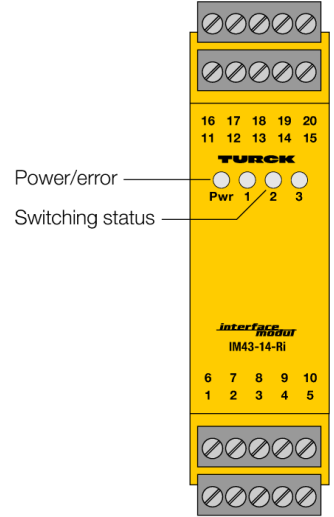 16 17 18 19 20
11 12 13 14 15
TURCK
Power/error
Pwr 1 2 3
Switching status
interface
modul
IM43-14-Ri
6 7 8 9 10
1 2 3 4 5